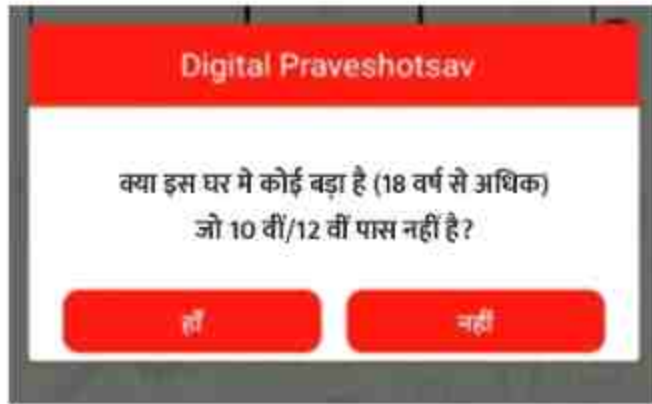 Digital Praveshotsav
क्या इस घर मे कोई बड़ा है (18 वर्ष से अधिक)
जो 10 वीं/12 वीं पास नहीं है?
हाँ
नहीं